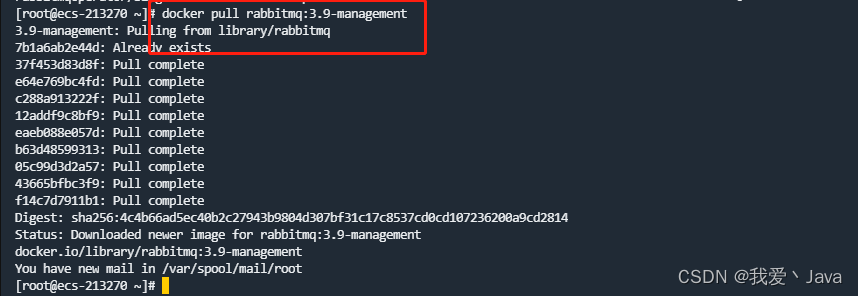 [root@ecs-213270 ]# docker pull rabbitmq:3.9-management
3.9-management: Pulling from library/rabbitmq
7b1a6ab2e44d: Already exists
37f453d83d8f: Pull complete
e64e769bc4fd: Pull complete
c288a913222f: Pull complete
12addf9c8bf9: Pull complete
eaeb088e057d: Pull complete
b63d48599313: Pull complete
05c99d3d2a57: Pull complete
43665bfbc3f9: Pull complete
f14c7d7911b1: Pull complete
Digest: sha256:4c4b66ad5ec40b2c27943b9804d307bf31c17c8537cd0cd107236200a9cd2814
Status: Downloaded newer image for rabbitmq:3.9-management
docker.io/library/rabbitmq:3.9-management
You have new mail in /var/spool/mail/root
[root@ecs-213270 ]#
CSDN @我爱丶Java